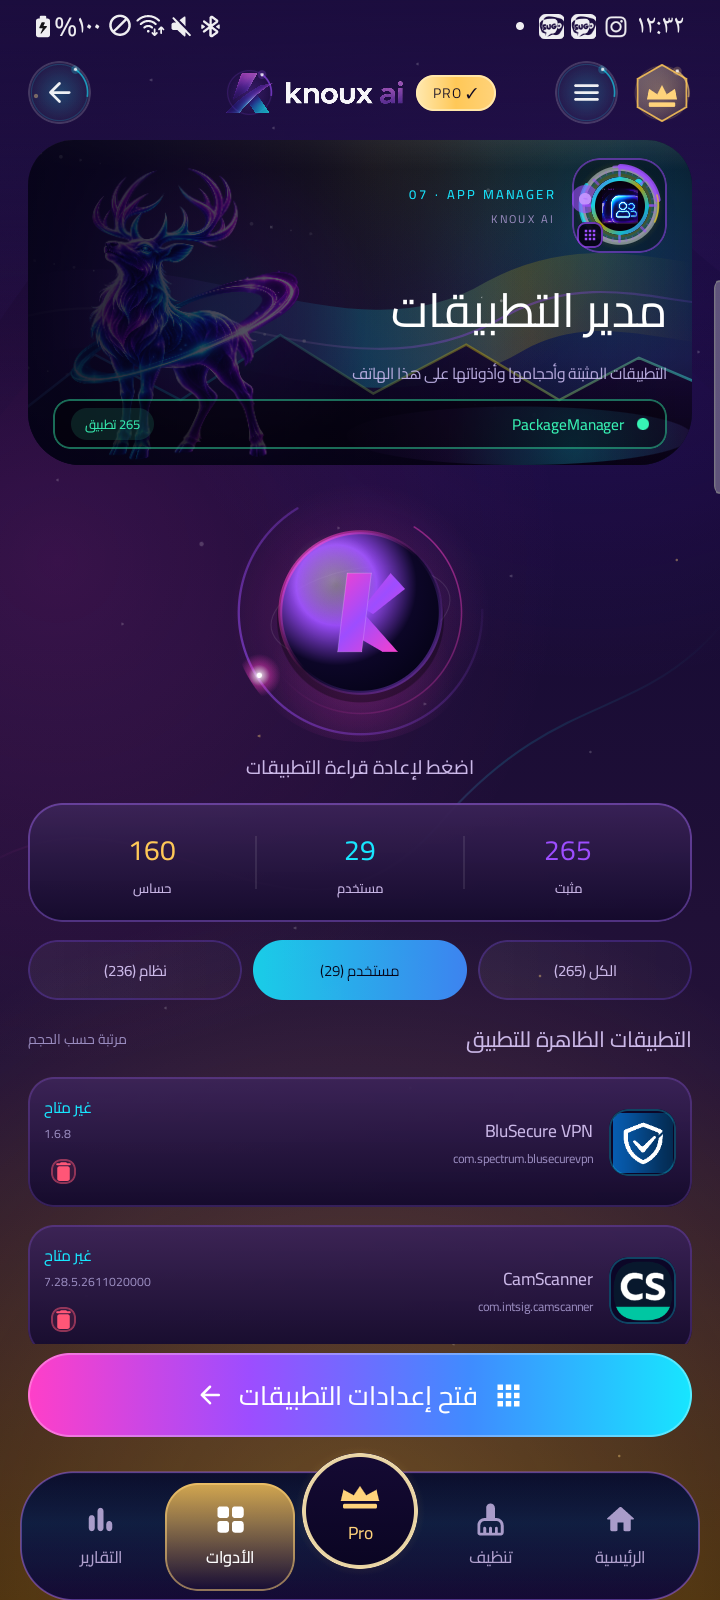 ١٢:٣٢
%١٠٠
knoux ai
PRO ✓
07 · APP MANAGER
KNOUX AI
مدير التطبيقات
التطبيقات المثبتة وأحجامها وأذوناتها على هذا الهاتف
PackageManager
265 تطبيق
اضغط لإعادة قراءة التطبيقات
265
29
160
مثبت
مستخدم
حساس
الكل (265)
مستخدم (29)
نظام (236)
التطبيقات الظاهرة للتطبيق
مرتبة حسب الحجم
BluSecure VPN
com.spectrum.blusecurevpn
غير متاح
1.6.8
CS
CamScanner
com.intsig.camscanner
غير متاح
7.28.5.2611020000
فتح إعدادات التطبيقات
الرئيسية
تنظيف
Pro
الأدوات
التقارير